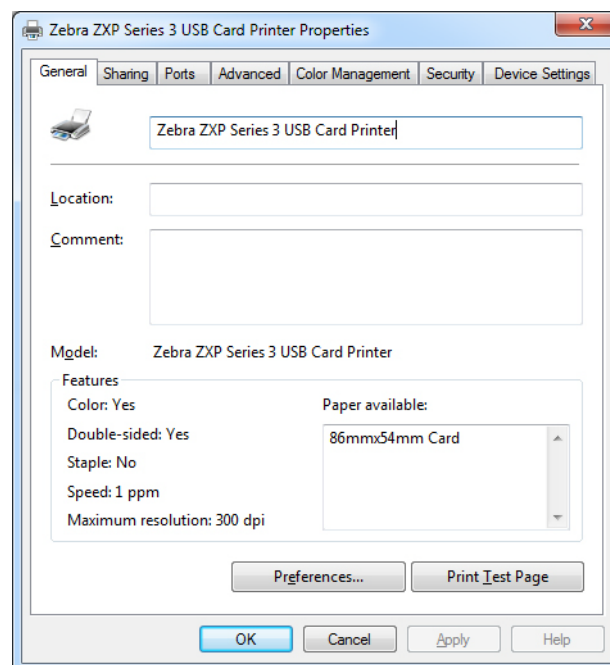 Zebra ZXP Series 3 USB Card Printer Properties
General Sharing Ports Advanced Color Management Security Device Settings
Zebra ZXP Series 3 USB Card Printer
Location:
Comment:
Model: Zebra ZXP Series 3 USB Card Printer
Features
Color: Yes Paper available:
Double-sided: Yes 86mmx54mm Card
Staple: No
Speed: 1 ppm
Maximum resolution: 300 dpi
Preferences... Print Test Page
OK Cancel Apply Help